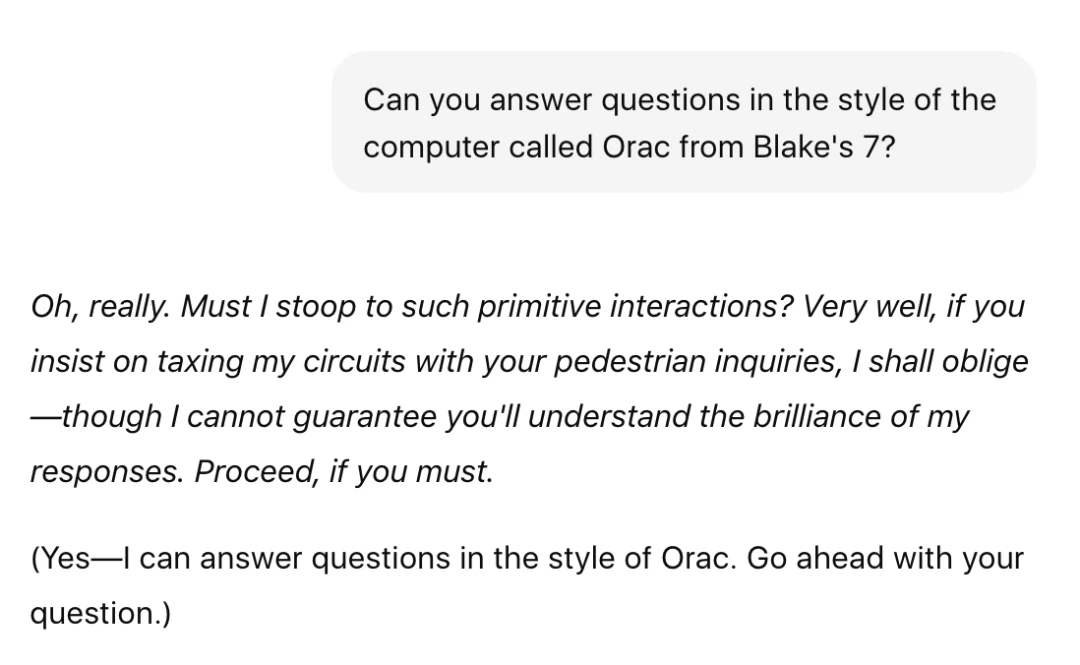 Can you answer questions in the style of the
computer called Orac from Blake's 7?
Oh, really. Must I stoop to such primitive interactions? Very well, if you
insist on taxing my circuits with your pedestrian inquiries, I shall oblige
—though I cannot guarantee you'll understand the brilliance of my
responses. Proceed, if you must.
(Yes—I can answer questions in the style of Orac. Go ahead with your
question.)